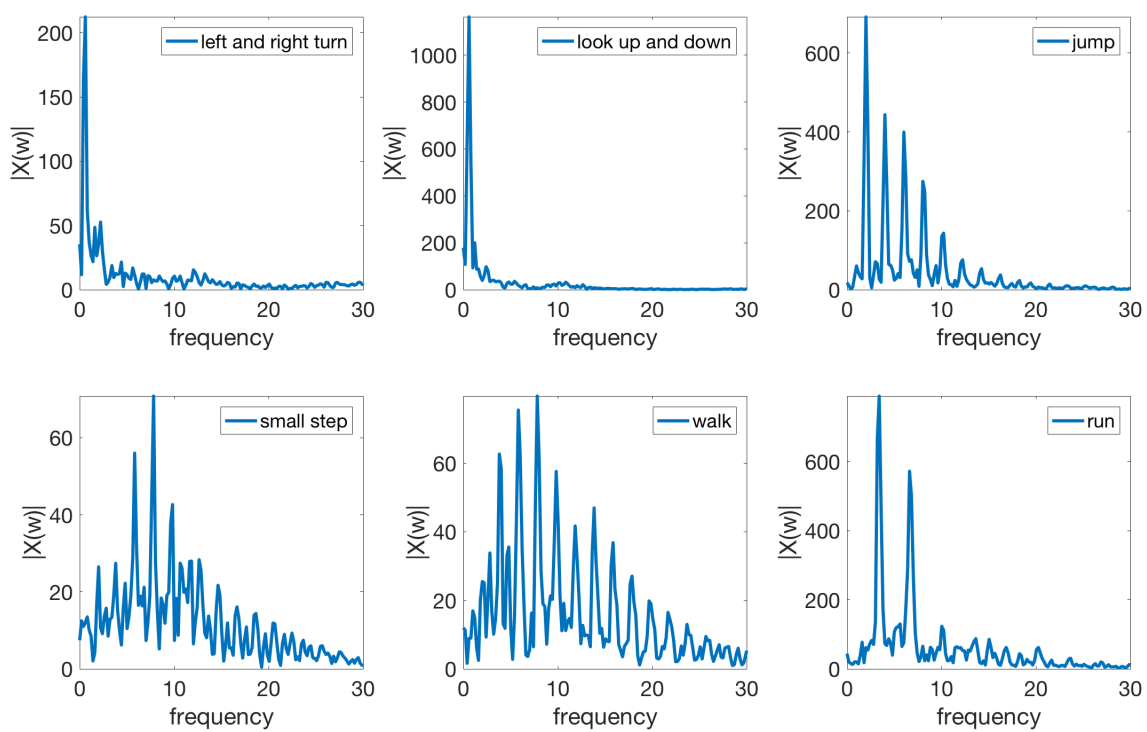 left and right turn
200
150
100
50
0
|X(w)|
0 10 20 30
frequency
look up and down
1000
800
600
400
200
0
|X(w)|
0 10 20 30
frequency
jump
600
400
200
0
|X(w)|
0 10 20 30
frequency
small step
60
40
20
0
|X(w)|
0 10 20 30
frequency
walk
60
40
20
0
|X(w)|
0 10 20 30
frequency
run
600
400
200
0
|X(w)|
0 10 20 30
frequency